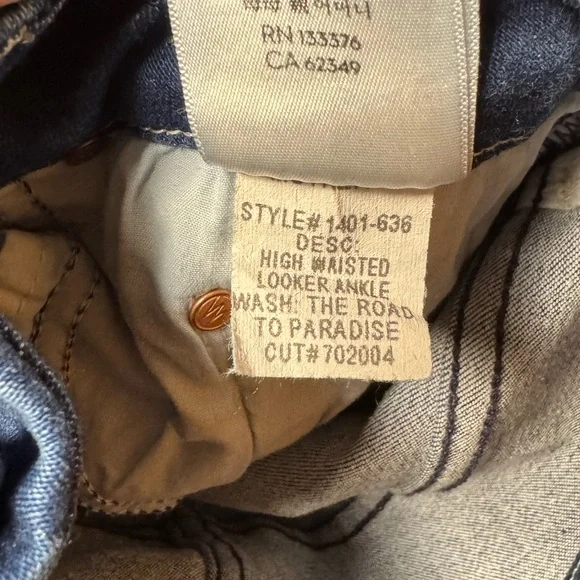 RN 133376
CA 62349
STYLE# 1401-636
DESC:
HIGH WAISTED
LOOKER ANKLE
WASH: THE ROAD
TO PARADISE
CUT# 702004